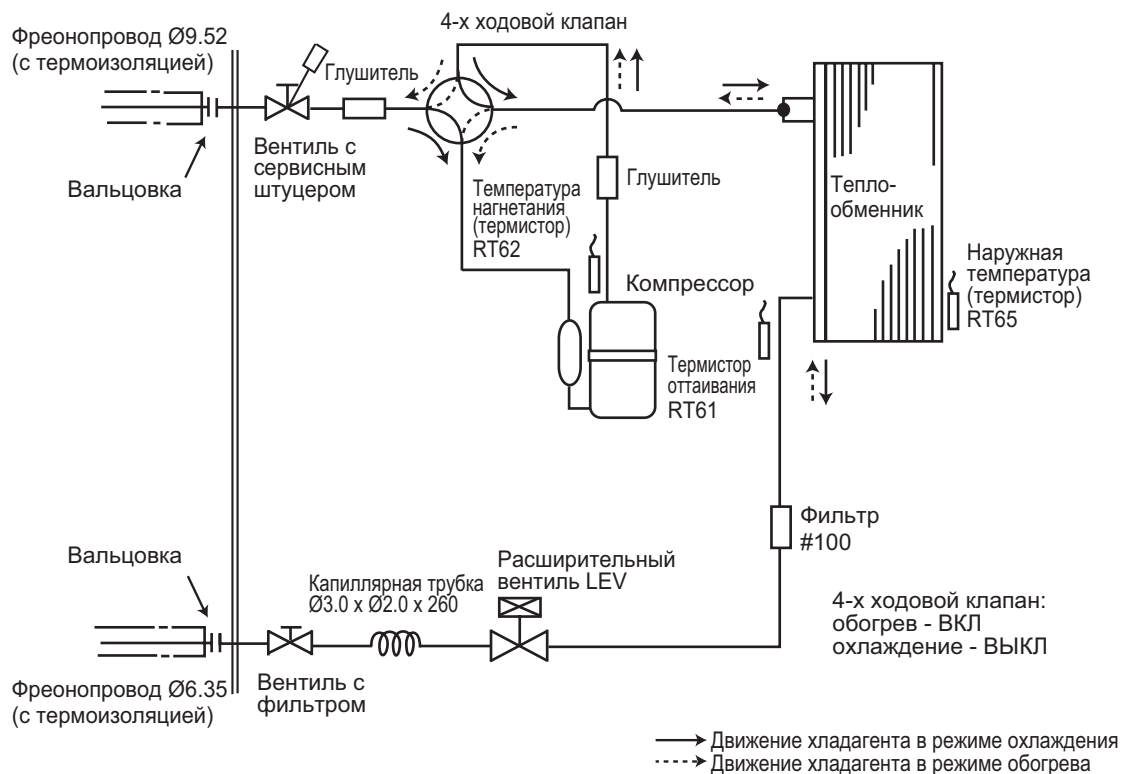 4-х ходовой клапан
Фреонопровод Ø9.52
(с термоизоляцией)
Глушитель
Вентиль с
сервисным
штуцером
Вальцовка
Температура
нагнетания
(термистор)
RT62
Глушитель
Компрессор
Тепло-
обменник
Наружная
температура
(термистор)
RT65
Термистор
оттаивания
RT61
Фильтр
#100
Вальцовка
Капиллярная трубка
Ø3.0 x Ø2.0 x 260
Расширительный
вентиль LEV
4-х ходовой клапан:
обогрев - ВКЛ
охлаждение - ВЫКЛ
Фреонопровод Ø6.35
(с термоизоляцией)
Вентиль с
фильтром
Движение хладагента в режиме охлаждения
Движение хладагента в режиме обогрева